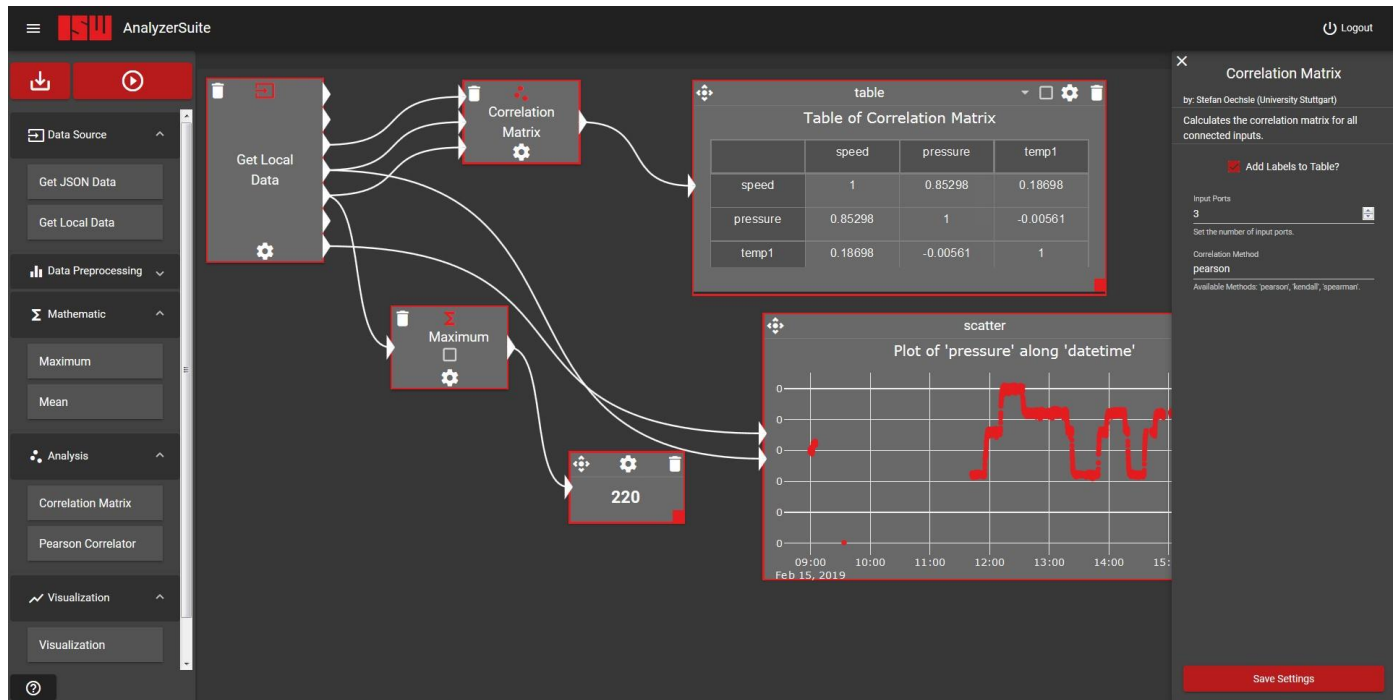 ISW AnalyzerSuite
Logout
Data Source
Get JSON Data
Get Local Data
Data Preprocessing
Mathematic
Maximum
Mean
Analysis
Correlation Matrix
Pearson Correlator
Visualization
Visualization
Get Local
Data
Correlation
Matrix
Maximum
220
table
Table of Correlation Matrix
speed pressure temp1
speed 1 0.85298 0.18698
pressure 0.85298 1 -0.00561
temp1 0.18698 -0.00561 1
scatter
Plot of 'pressure' along 'datetime'
0
0
0
0
0
0
09:00 10:00 11:00 12:00 13:00 14:00 15:
Feb 15, 2019
Correlation Matrix
by: Stefan Oechsle (University Stuttgart)
Calculates the correlation matrix for all
connected inputs.
Add Labels to Table?
Input Ports
3
Set the number of input ports.
Correlation Method
pearson
Available Methods: 'pearson', 'kendall', 'spearman'.
Save Settings